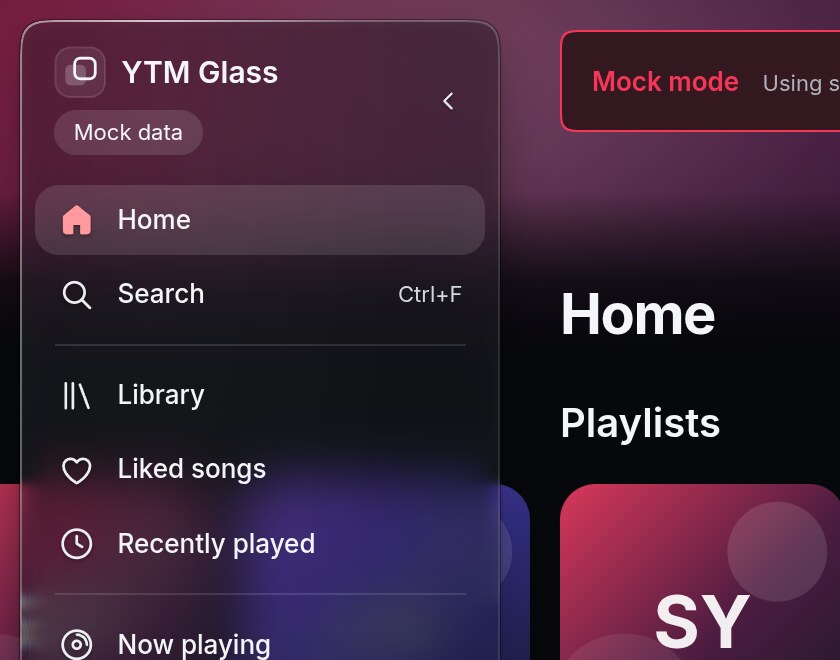 YTM Glass
Mock data
Home
Search Ctrl+F
Library
Liked songs
Recently played
Now playing
Mock mode Using s
Home
Playlists
SY